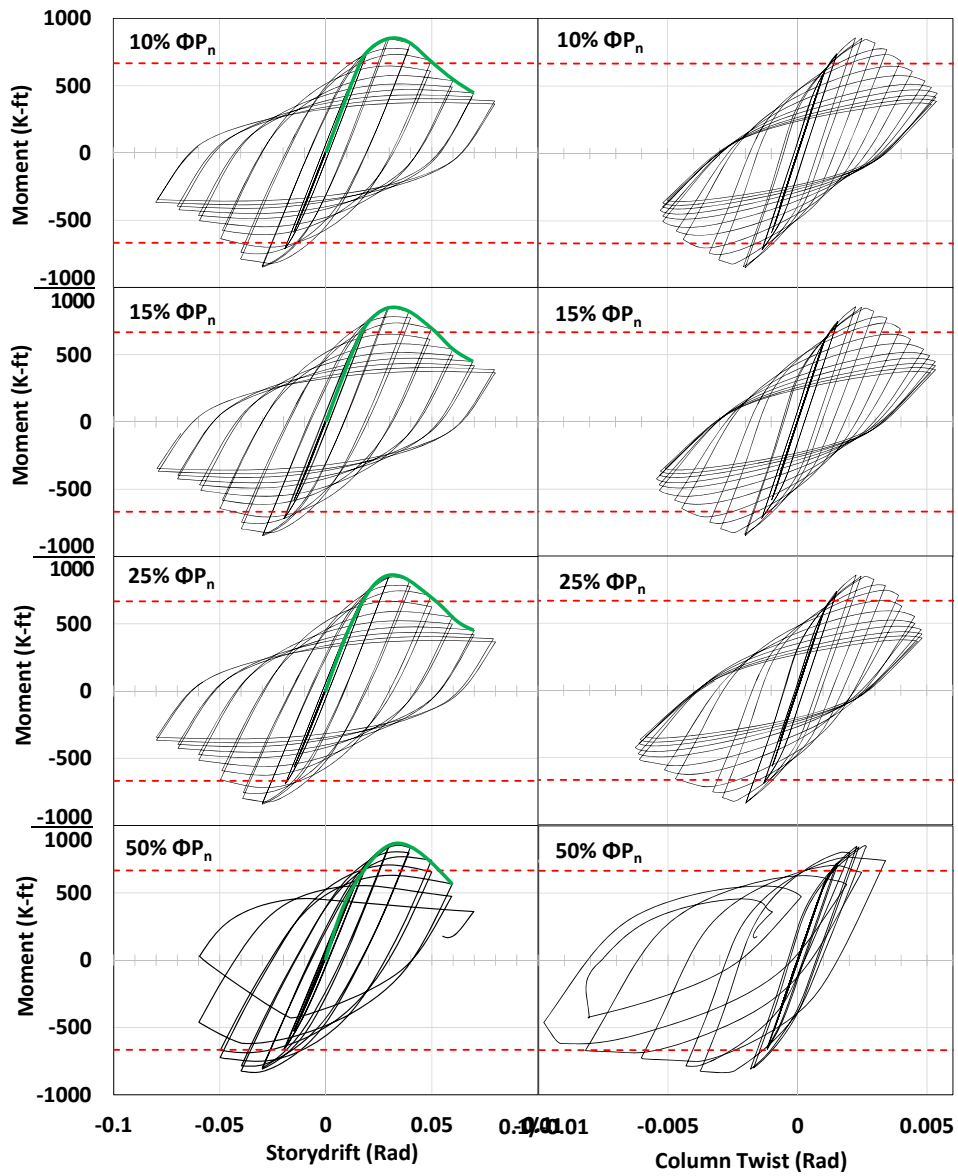 1000
500
0
-500
-1000
Moment (K-ft)
10% ΦPn
10% ΦPn
1000
500
0
-500
-1000
Moment (K-ft)
15% ΦPn
15% ΦPn
1000
500
0
-500
-1000
Moment (K-ft)
25% ΦPn
25% ΦPn
1000
500
0
-500
-1000
Moment (K-ft)
50% ΦPn
50% ΦPn
-0.1 -0.05 0 0.05 -0.01 -0.005 0 0.005
Storydrift (Rad) Column Twist (Rad)